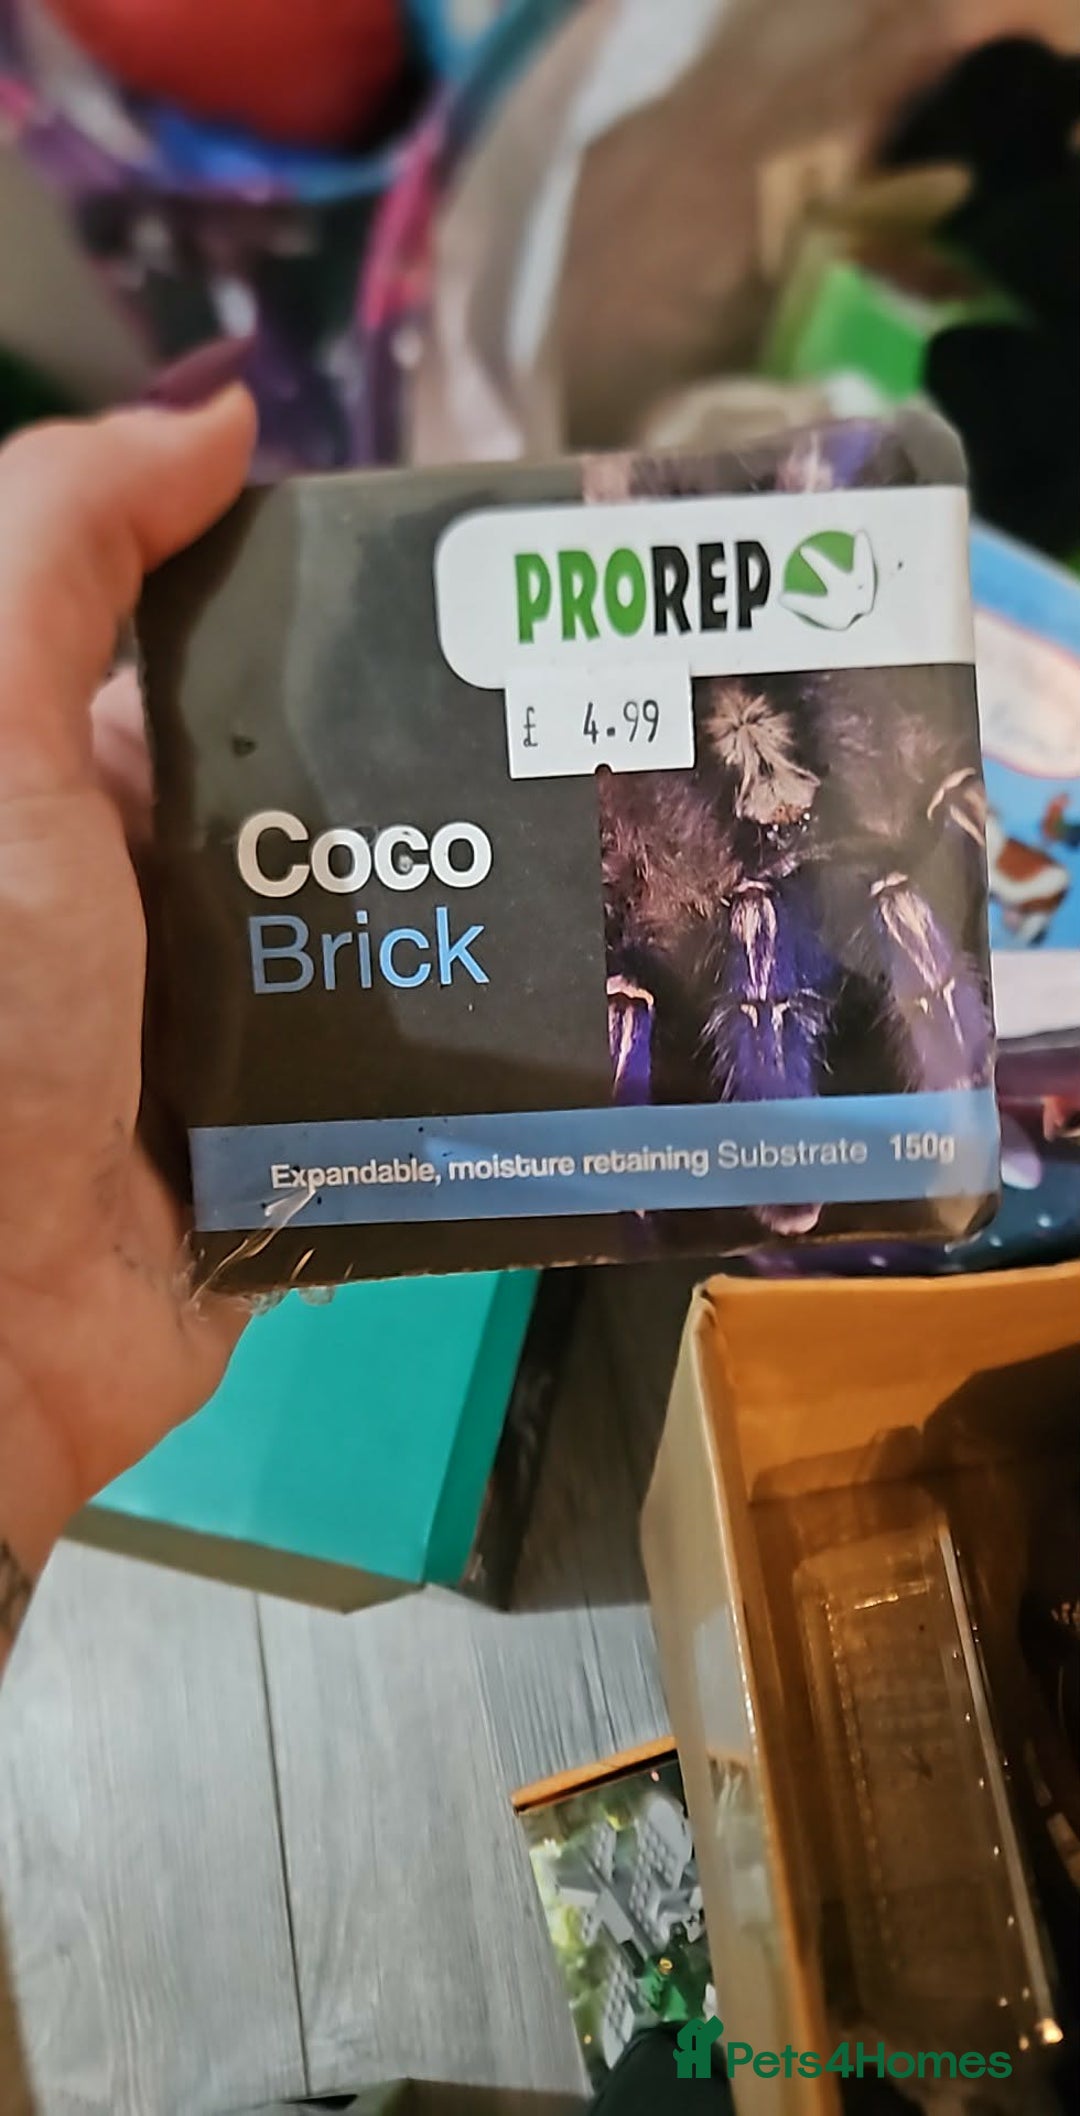 PROREP
£ 4.99
Coco
Brick
Expandable, moisture retaining Substrate 150g
Pets4Homes